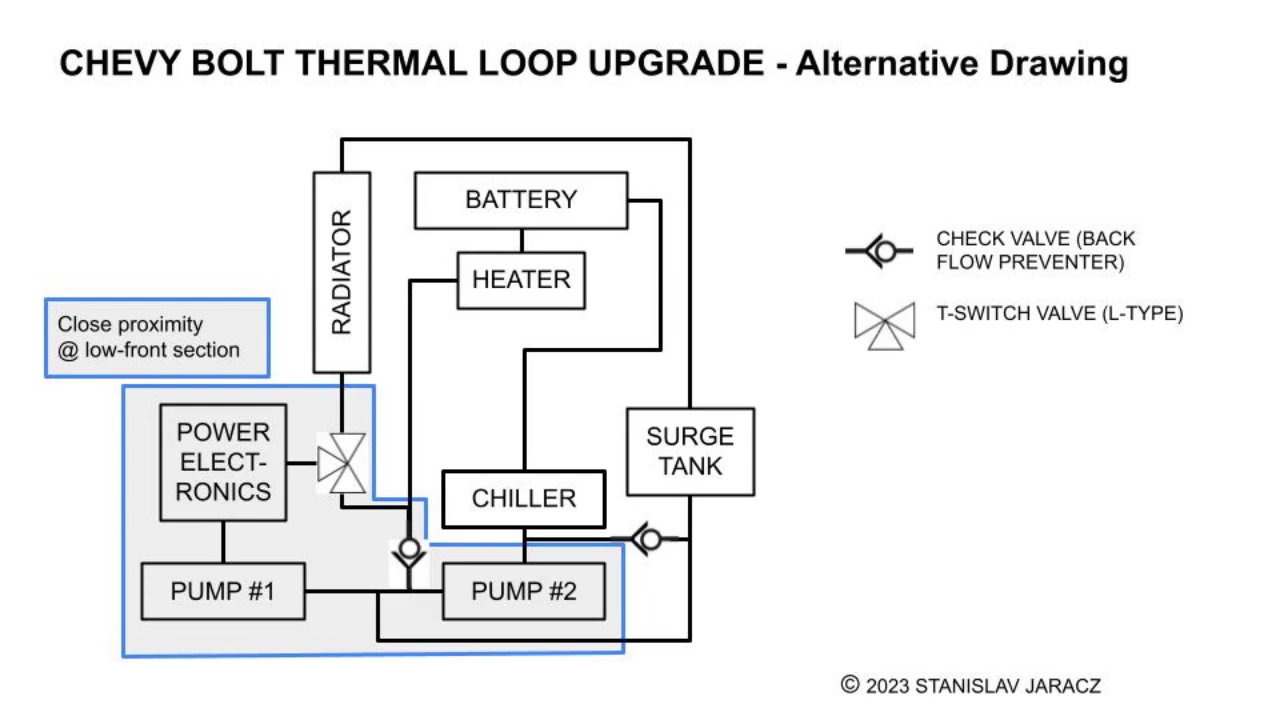 CHEVY BOLT THERMAL LOOP UPGRADE - Alternative Drawing
BATTERY
RADIATOR
HEATER
CHECK VALVE (BACK
FLOW PREVENTER)
T-SWITCH VALVE (L-TYPE)
Close proximity
@ low-front section
POWER
ELECT-
RONICS
SURGE
TANK
CHILLER
PUMP #1
PUMP #2
© 2023 STANISLAV JARACZ